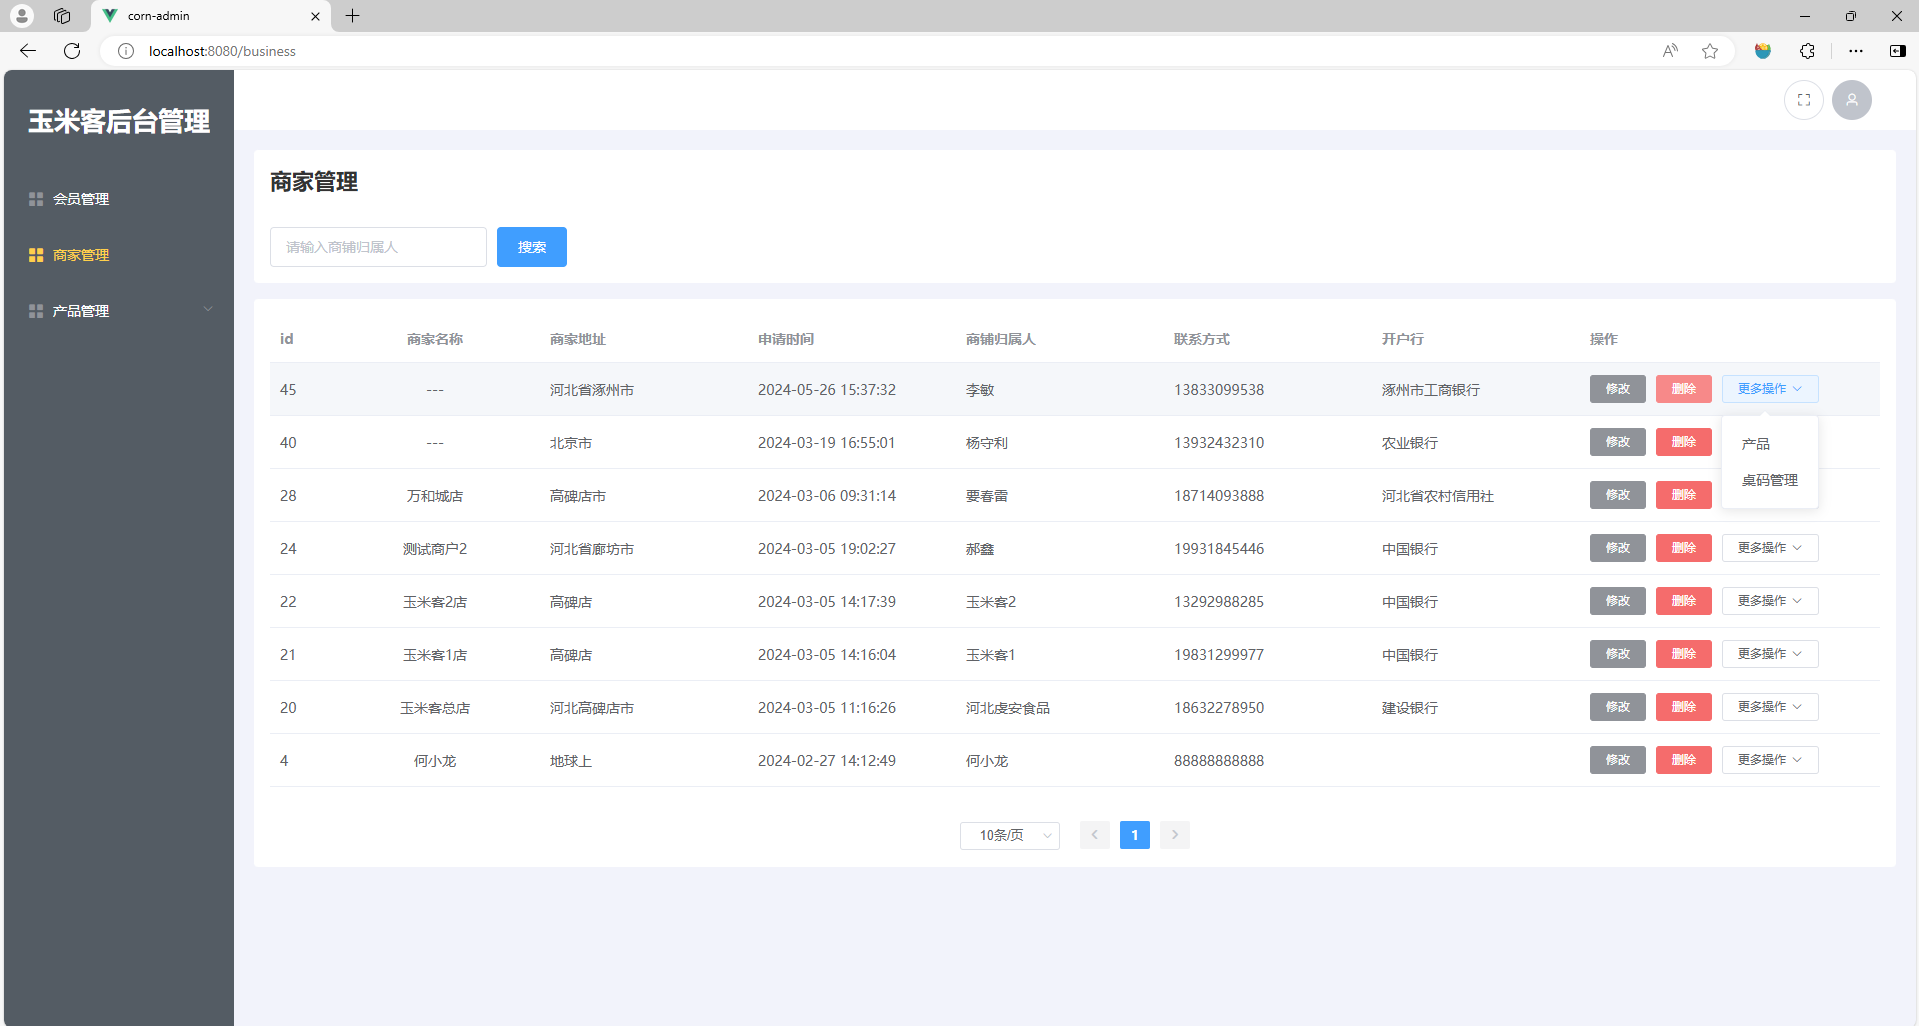 corn-admin
localhost:8080/business
玉米客后台管理
会员管理
商家管理
产品管理
商家管理
请输入商铺归属人 搜索
id 商家名称 商家地址 申请时间 商铺归属人 联系方式 开户行 操作
45 --- 河北省涿州市 2024-05-26 15:37:32 李敏 13833099538 涿州市工商银行 修改 删除 更多操作
40 --- 北京市 2024-03-19 16:55:01 杨守利 13932432310 农业银行 修改 删除
产品
桌码管理
28 万和城店 高碑店市 2024-03-06 09:31:14 要春雷 18714093888 河北省农村信用社 修改 删除
24 测试商户2 河北省廊坊市 2024-03-05 19:02:27 郝鑫 19931845446 中国银行 修改 删除 更多操作
22 玉米客2店 高碑店 2024-03-05 14:17:39 玉米客2 13292988285 中国银行 修改 删除 更多操作
21 玉米客1店 高碑店 2024-03-05 14:16:04 玉米客1 19831299977 中国银行 修改 删除 更多操作
20 玉米客总店 河北高碑店市 2024-03-05 11:16:26 河北虔安食品 18632278950 建设银行 修改 删除 更多操作
4 何小龙 地球上 2024-02-27 14:12:49 何小龙 88888888888 修改 删除 更多操作
10条/页 1